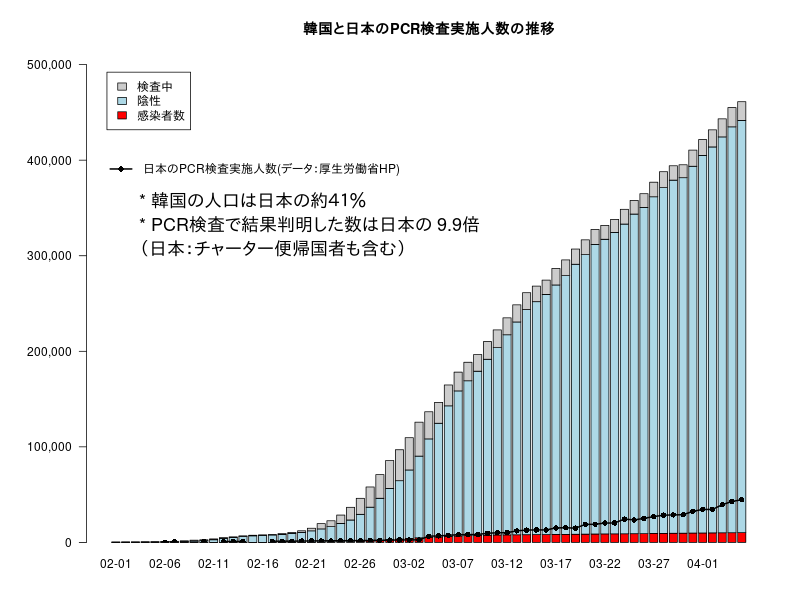 韓国と日本のPCR検査実施人数の推移
500,000
400,000
300,000
200,000
100,000
0
検査中
陰性
感染者数
日本のPCR検査実施人数(データ:厚生労働省HP)
* 韓国の人口は日本の約41%
* PCR検査で結果判明した数は日本の 9.9倍
(日本:チャーター便帰国者も含む)
02-01 02-06 02-11 02-16 02-21 02-26 03-02 03-07 03-12 03-17 03-22 03-27 04-01